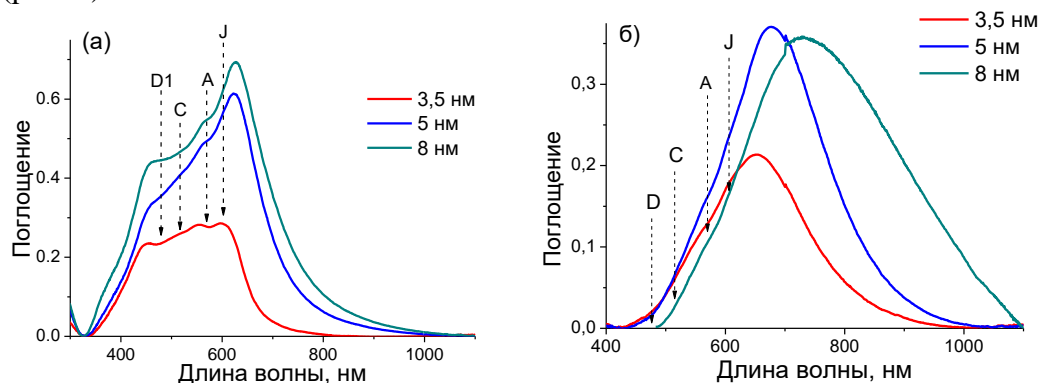 (а)
J
D1
C
A
3,5 нм
5 нм
8 нм
Поглощение
0.6
0.4
0.2
0.0
400
600
800
1000
Длина волны, нм
б)
J
A
C
D
3,5 нм
5 нм
8 нм
Поглощение
0,3
0,2
0,1
0,0
400
600
800
1000
Длина волны, нм